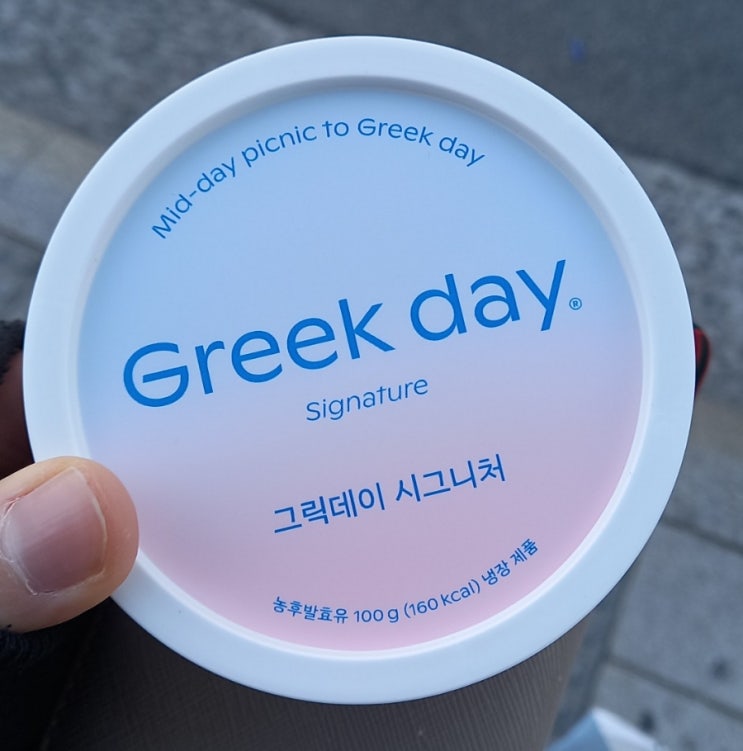 Mid-day picnic to Greek day
Greek day®
Signature
그릭데이 시그니처
농후발효유 100 g (160 kcal) 냉장 제품